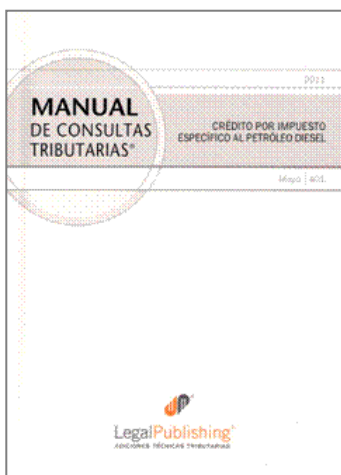 MANUAL
DE CONSULTAS
TRIBUTARIAS®
CRÉDITO POR IMPUESTO
ESPECÍFICO AL PETRÓLEO DIESEL
Mayo
LegalPublishing
EDICIONES TÉCNICAS TRIBUTARIAS